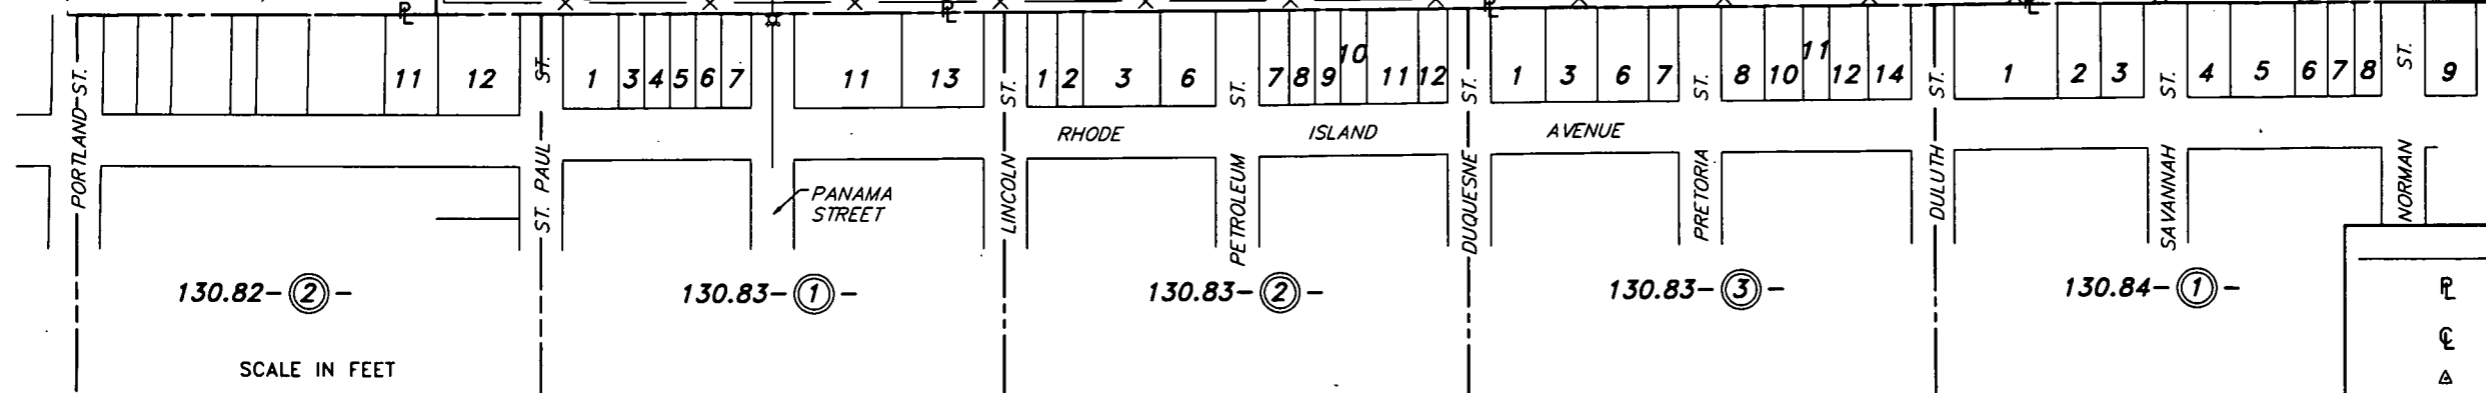 11 12 1 3 4 5 6 7 11 13 1 2 3 6 7 8 9 10 11 12 1 3 6 7 8 10 11 12 14 1 2 3 4 5 6 7 8 9
PORTLAND ST.
ST. PAUL ST.
LINCOLN ST.
PETROLEUM ST.
DUQUESNE ST.
PRETORIA ST.
DULUTH ST.
SAVANNAH ST.
NORMAN ST.
RHODE ISLAND AVENUE
PANAMA
STREET
130.82-2- 130.83-1- 130.83-2- 130.83-3- 130.84-1-
SCALE IN FEET